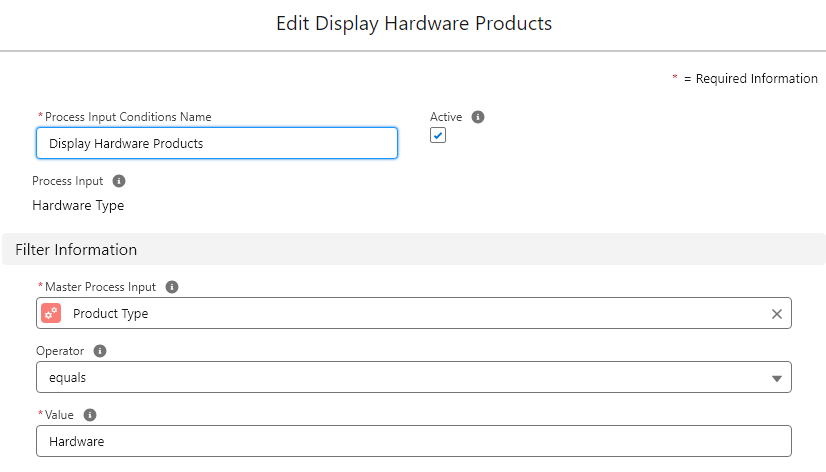 Edit Display Hardware Products
* = Required Information
*Process Input Conditions Name
Active
Display Hardware Products
Process Input
Hardware Type
Filter Information
*Master Process Input
Product Type
Operator
equals
*Value
Hardware